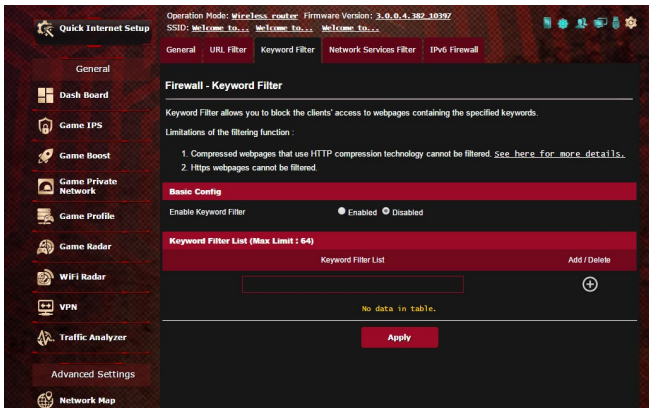 Quick Internet Setup
General
Dash Board
Game IPS
Game Boost
Game Private
Network
Game Profile
Game Radar
WiFi Radar
VPN
Traffic Analyzer
Advanced Settings
Network Map
Operation Mode: Wireless router Firmware Version: 3.0.0.4.382_10397
SSID: Welcome to... Welcome to... Welcome to...
General URL Filter Keyword Filter Network Services Filter IPv6 Firewall
Firewall - Keyword Filter
Keyword Filter allows you to block the clients' access to webpages containing the specified keywords.
Limitations of the filtering function :
1. Compressed webpages that use HTTP compression technology cannot be filtered. See here for more details.
2. Https webpages cannot be filtered.
Basic Config
Enable Keyword Filter Enabled Disabled
Keyword Filter List (Max Limit : 64)
Keyword Filter List Add / Delete
No data in table.
Apply